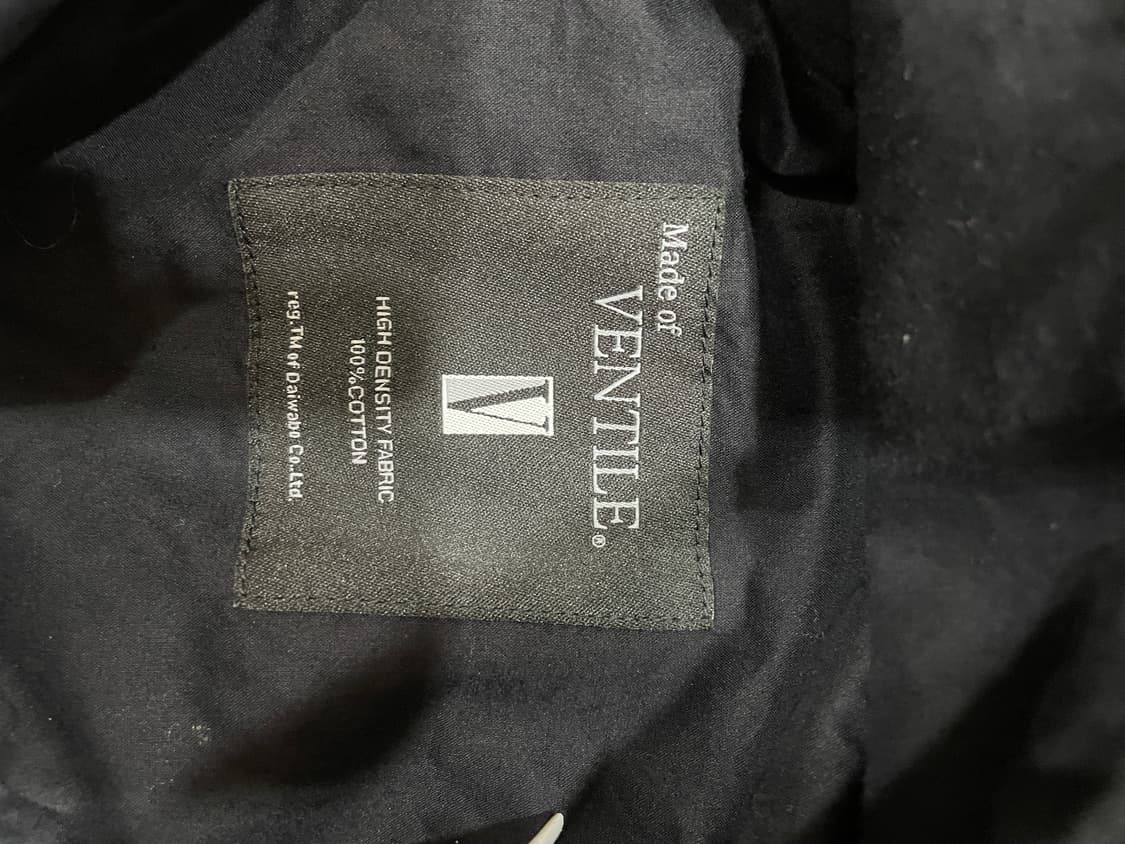 Made of
VENTILE®
V
HIGH DENSITY FABRIC
100%COTTON
reg.TM of Daiwabo Co.Ltd.